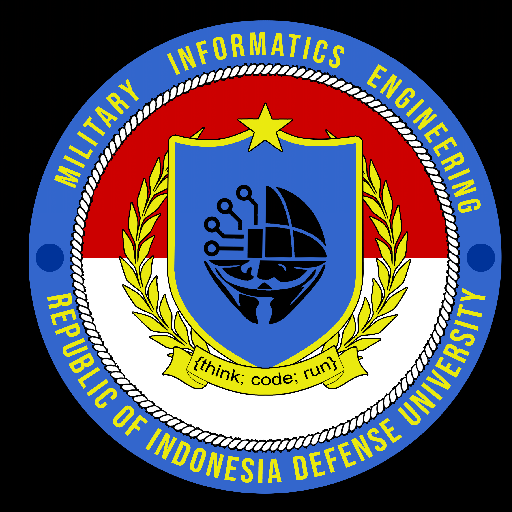 MILITARY INFORMATICS ENGINEERING
{think; code; run}
REPUBLIC OF INDONESIA DEFENSE UNIVERSITY